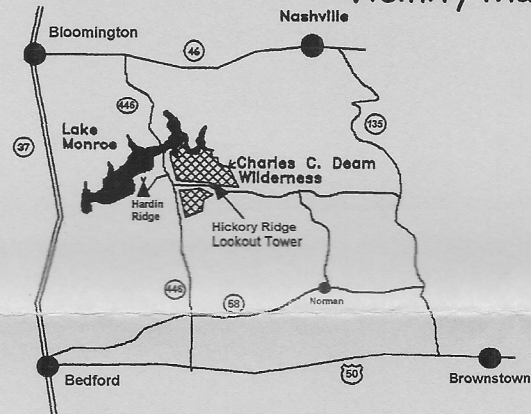 Nashville
Bloomington
46
446
135
Lake
Monroe
37
Charles C. Deam
Wilderness
Hardin
Ridge
Hickory Ridge
Lookout Tower
446
58
Norman
50
Bedford
Brownstown